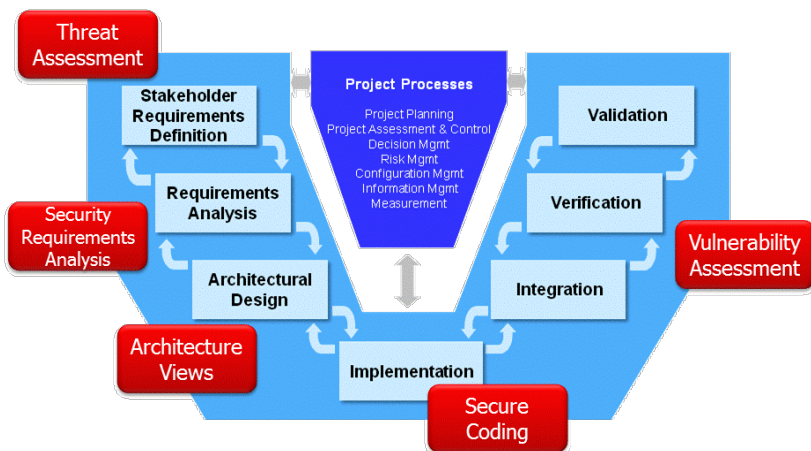 Threat
Assessment
Project Processes
Project Planning
Project Assessment & Control
Decision Mgmt
Risk Mgmt
Configuration Mgmt
Information Mgmt
Measurement
Stakeholder
Requirements
Definition
Validation
Requirements
Analysis
Verification
Security
Requirements
Analysis
Vulnerability
Assessment
Architectural
Design
Integration
Architecture
Views
Implementation
Secure
Coding